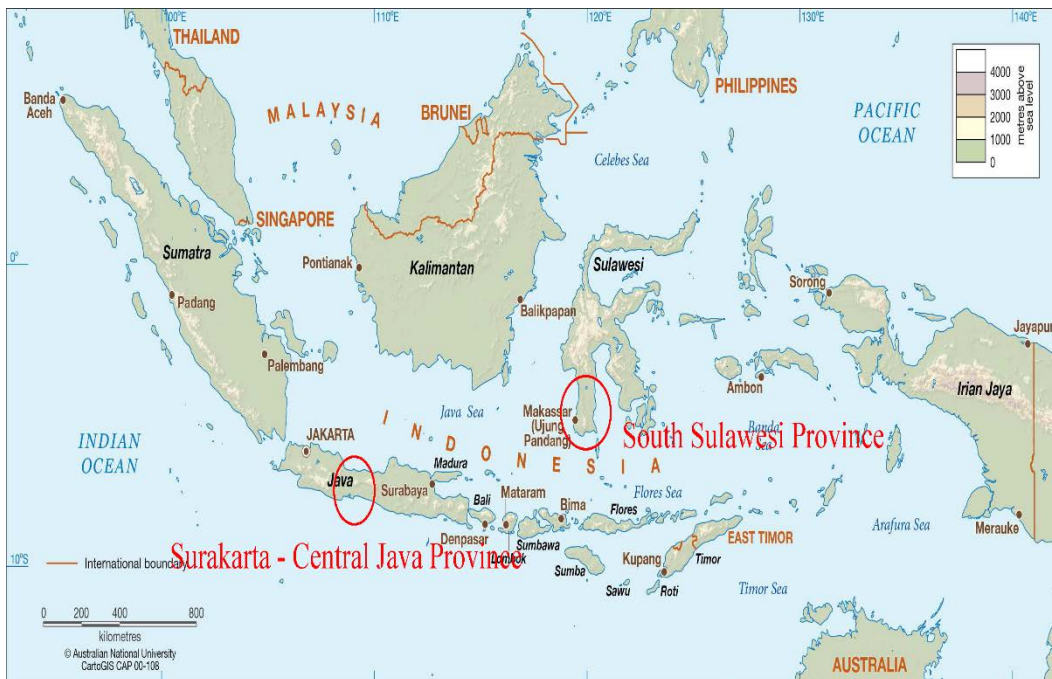 100°E
110°E
120°E
130°E
140°E
THAILAND
Banda
Aceh
MALAYSIA
BRUNEI
PHILIPPINES
PACIFIC
OCEAN
4000
3000
2000
1000
0
metres above
sea level
Celebes Sea
SINGAPORE
Sumatra
0°
Pontianak
Kalimantan
Sulawesi
Sorong
Padang
Balikpapan
Jayapur
Palembang
Ambon
Irian Jaya
Java Sea
Makassar
(Ujung
Pandang)
South Sulawesi Province
Banda
Sea
INDIAN
OCEAN
JAKARTA
INDONESIA
Madura
Java
Surabaya
Bali
Mataram
Bima
Flores
Flores Sea
Arafura Sea
Merauke
Denpasar
Lombok
Sumbawa
EAST TIMOR
Surakarta - Central Java Province
10°S
International boundary
Sumba
Kupang
Timor
Sawu
Roti
Timor Sea
0 200 400 800
kilometres
© Australian National University
CartoGIS CAP 00-108
AUSTRALIA